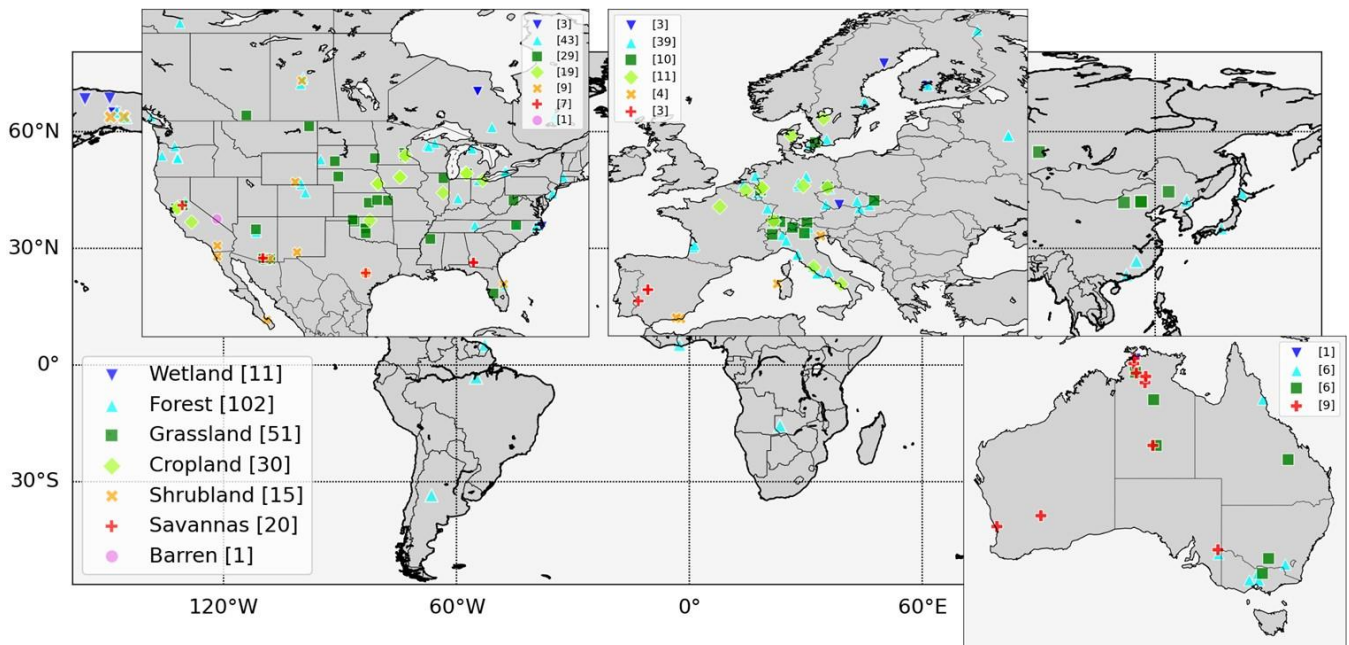 [3]
[43]
[29]
[19]
[9]
[7]
[1]
[3]
[39]
[10]
[11]
[4]
[3]
60°N
30°N
0°
30°S
Wetland [11]
Forest [102]
Grassland [51]
Cropland [30]
Shrubland [15]
Savannas [20]
Barren [1]
[1]
[6]
[6]
[9]
120°W
60°W
0°
60°E